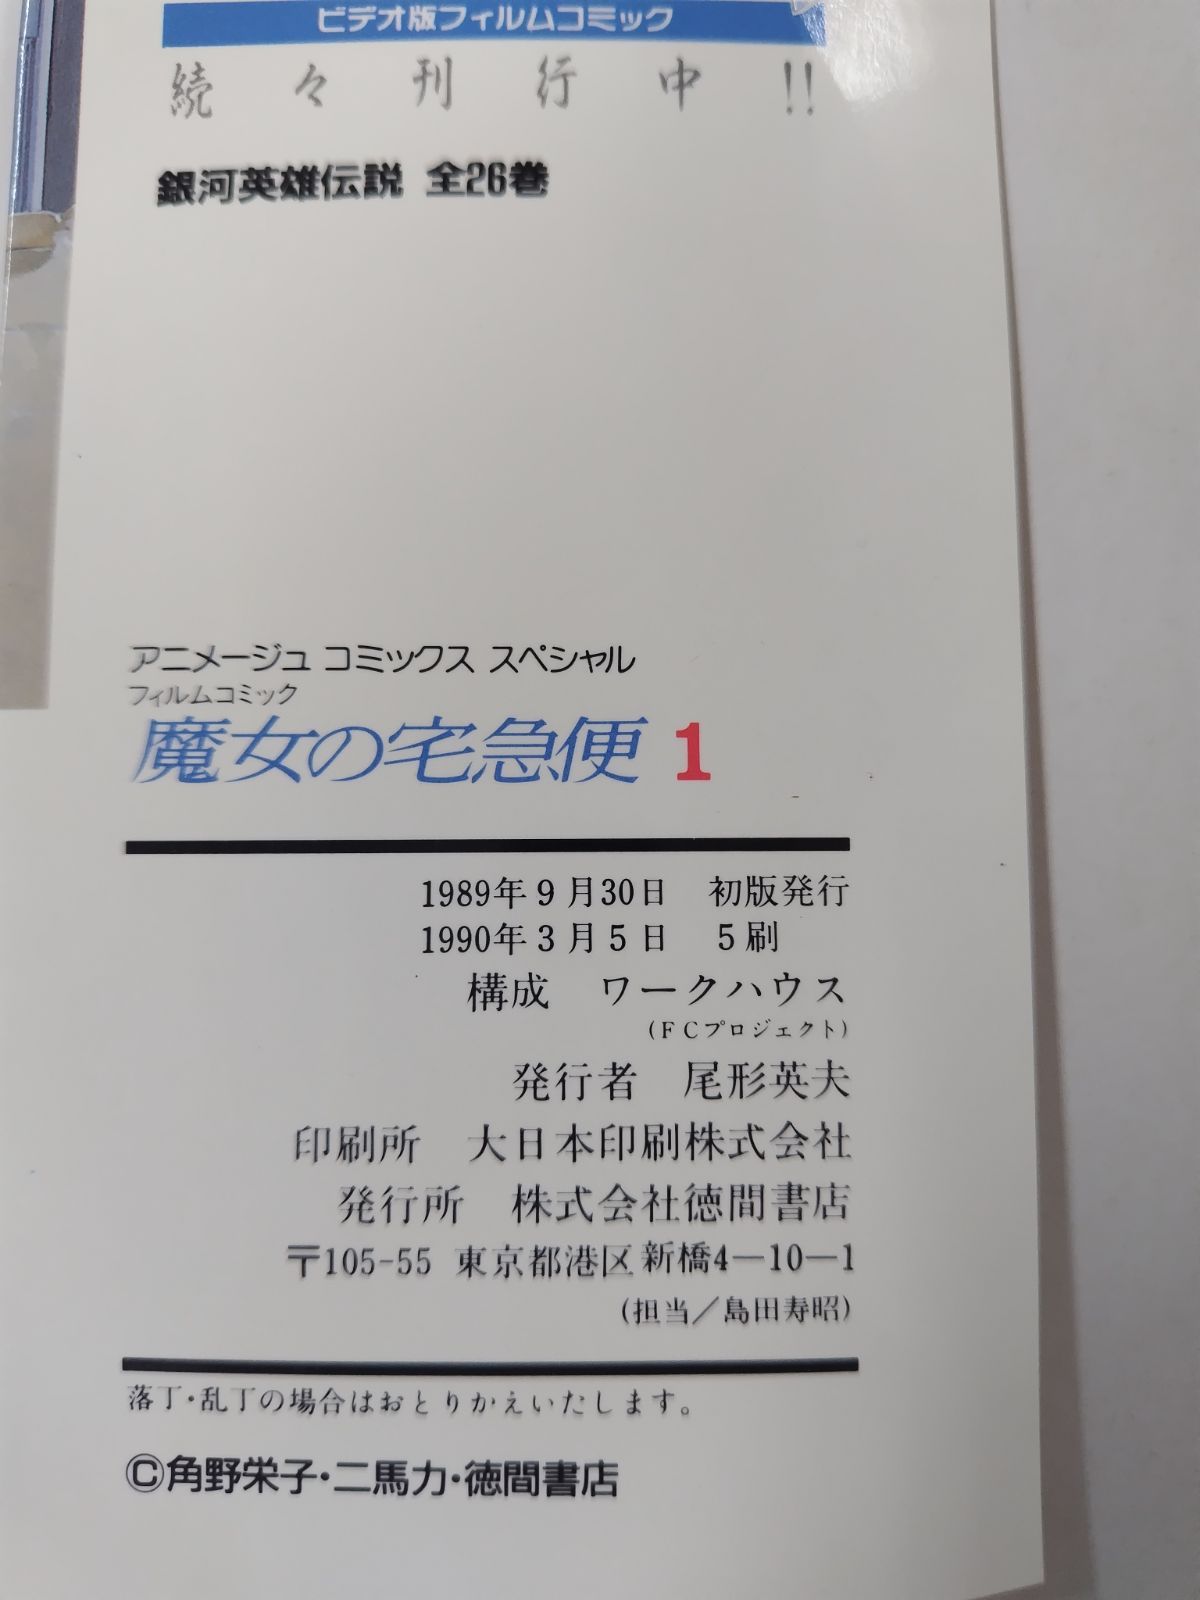 ビデオ版フィルムコミック
続々刊行中!!
銀河英雄伝説 全26巻
アニメージュ コミックス スペシャル
フィルムコミック
魔女の宅急便 1
1989年9月30日 初版発行
1990年3月5日 5刷
構成 ワークハウス
(FCプロジェクト)
発行者 尾形英夫
印刷所 大日本印刷株式会社
発行所 株式会社徳間書店
〒105-55 東京都港区新橋4—10—1
(担当／島田寿昭)
落丁・乱丁の場合はおとりかえいたします。
©角野栄子・二馬力・徳間書店